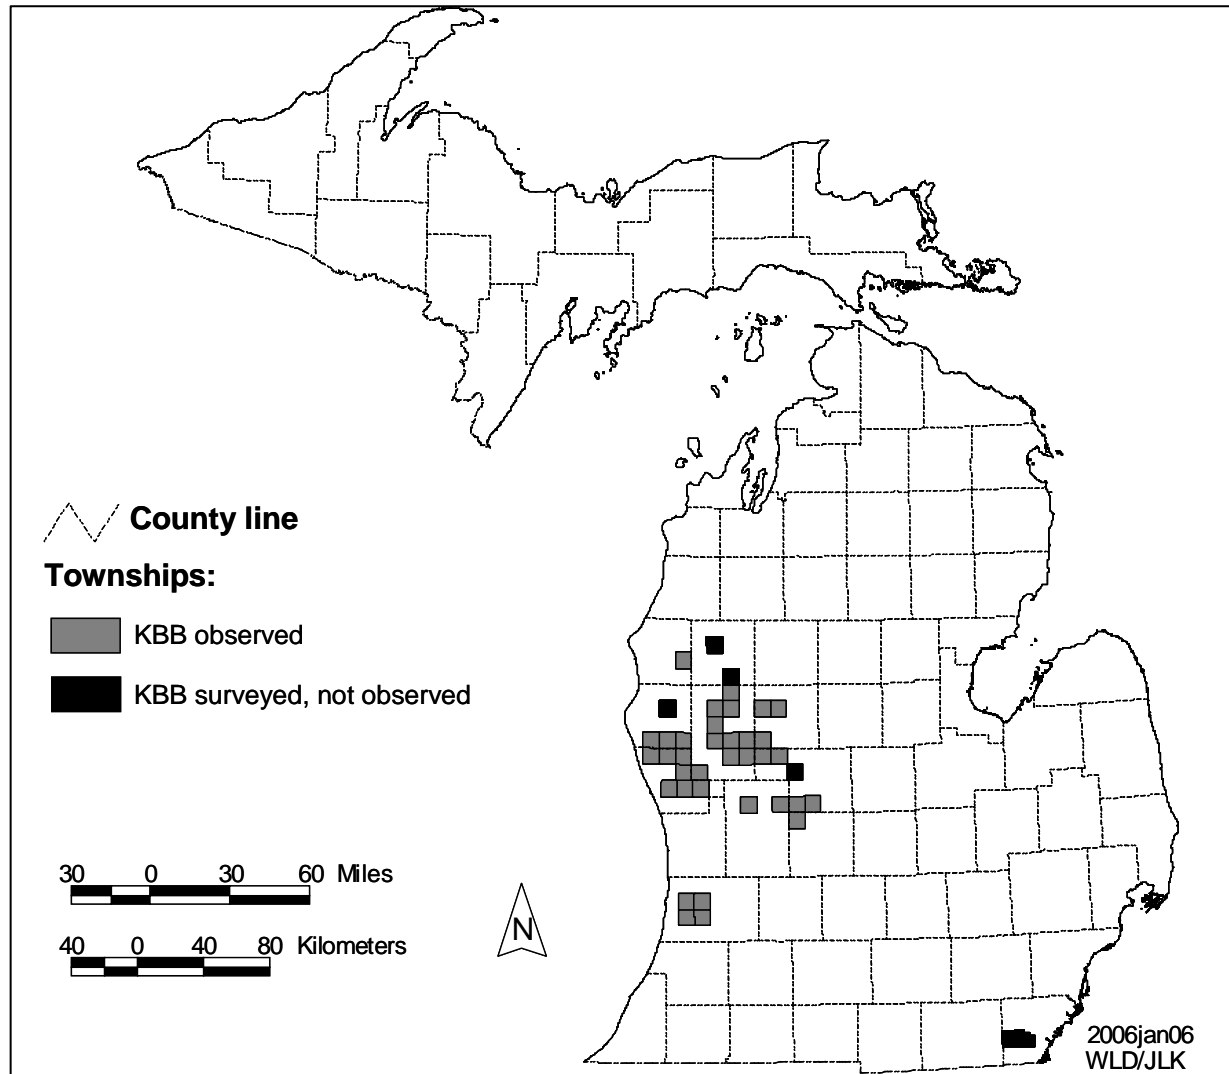 County line
Townships:
KBB observed
KBB surveyed, not observed
30 0 30 60 Miles
40 0 40 80 Kilometers
N
2006jan06
WLD/JLK